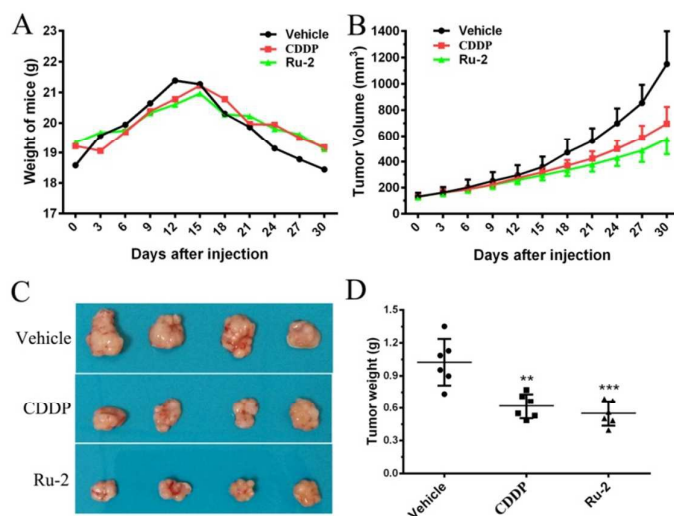 A
Weight of mice (g)
23
22
21
20
19
18
17
Vehicle
CDDP
Ru-2
0 3 6 9 12 15 18 21 24 27 30
Days after injection
B
Tumor Volume (mm³)
1400
1200
1000
800
600
400
200
0
Vehicle
CDDP
Ru-2
0 3 6 9 12 15 18 21 24 27 30
Days after injection
C
Vehicle
CDDP
Ru-2
D
Tumor weight (g)
1.5
1.2
0.9
0.6
0.3
0.0
**
***
Vehicle
CDDP
Ru-2